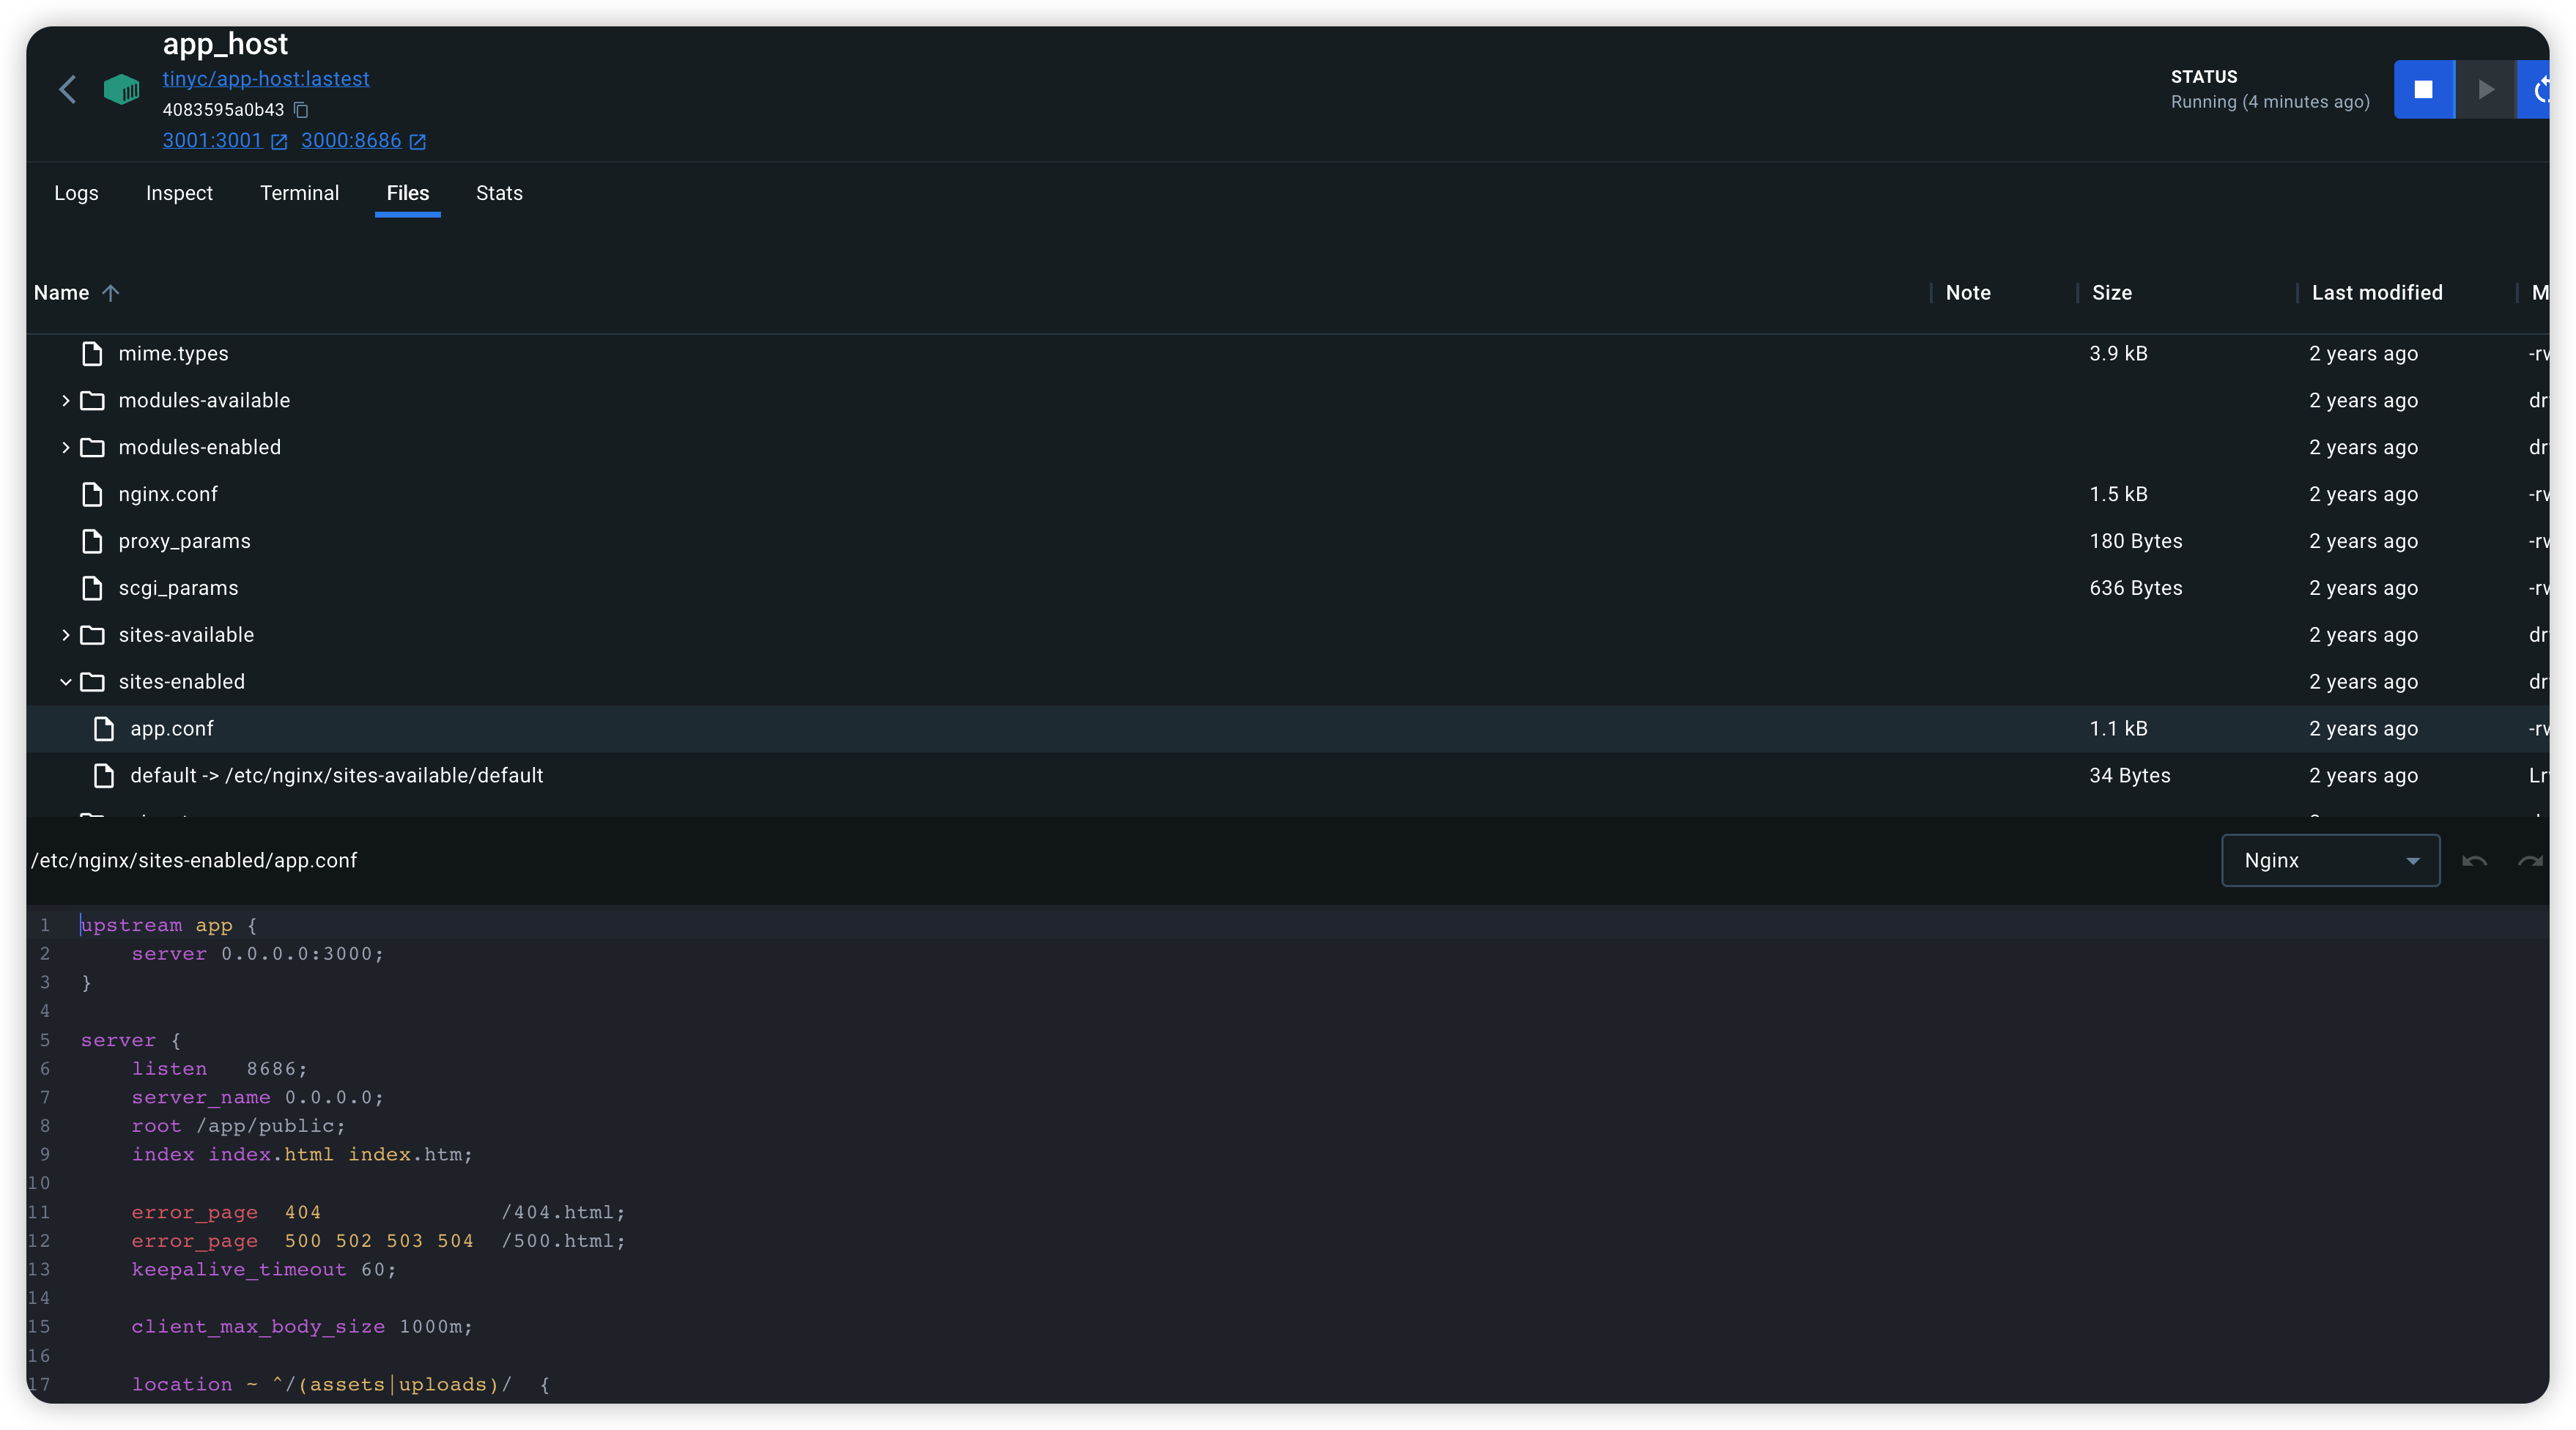 app_host
tinyc/app-host:lastest
4083595a0b43
3001:3001 3000:8686
STATUS
Running (4 minutes ago)
Logs Inspect Terminal Files Stats
Name Note Size Last modified M
mime.types 3.9 kB 2 years ago -rw
modules-available 2 years ago dr
modules-enabled 2 years ago dr
nginx.conf 1.5 kB 2 years ago -rw
proxy_params 180 Bytes 2 years ago -rw
scgi_params 636 Bytes 2 years ago -rw
sites-available 2 years ago dr
sites-enabled 2 years ago dr
app.conf 1.1 kB 2 years ago -rw
default -> /etc/nginx/sites-available/default 34 Bytes 2 years ago Lr
/etc/nginx/sites-enabled/app.conf Nginx
1 upstream app {
2 server 0.0.0.0:3000;
3 }
4
5 server {
6 listen 8686;
7 server_name 0.0.0.0;
8 root /app/public;
9 index index.html index.htm;
10
11 error_page 404 /404.html;
12 error_page 500 502 503 504 /500.html;
13 keepalive_timeout 60;
14
15 client_max_body_size 1000m;
16
17 location ~ ^/(assets|uploads)/ {